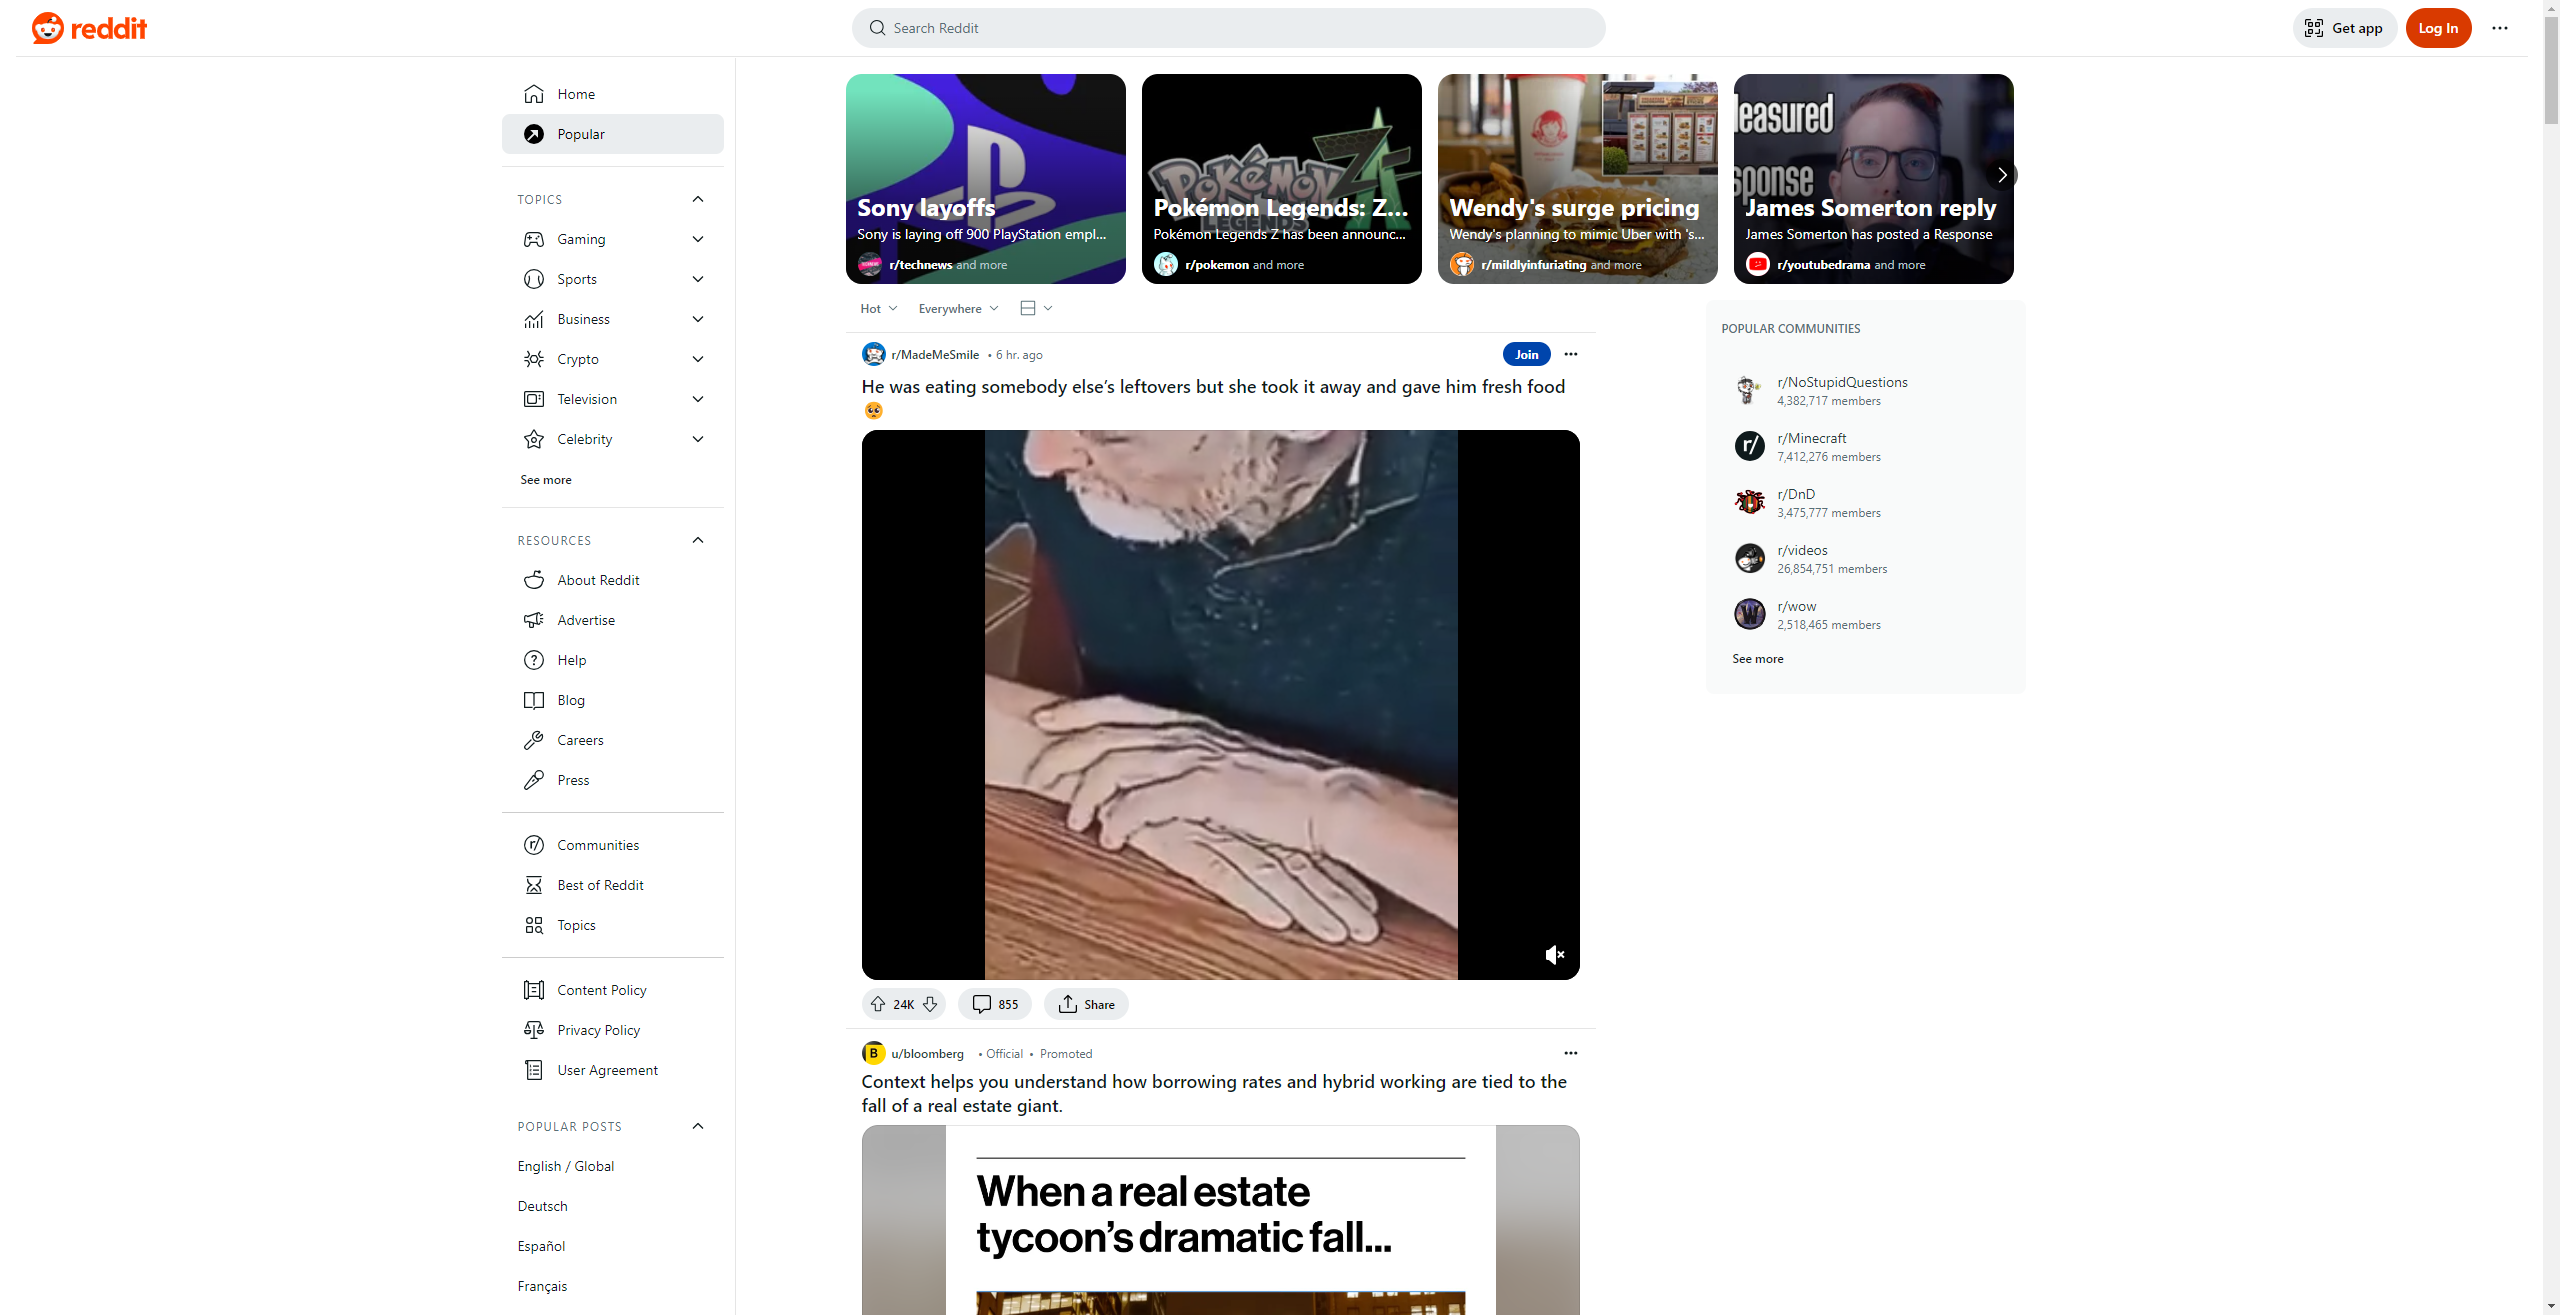 reddit
Search Reddit
Get app
Log In
Home
Popular
TOPICS
Gaming
Sports
Business
Crypto
Television
Celebrity
See more
RESOURCES
About Reddit
Advertise
Help
Blog
Careers
Press
Communities
Best of Reddit
Topics
Content Policy
Privacy Policy
User Agreement
POPULAR POSTS
English / Global
Deutsch
Español
Français
Sony layoffs
Sony is laying off 900 PlayStation empl...
r/technews and more
POKÉMON
LEGENDS
Pokémon Legends: Z...
Pokémon Legends Z has been announc...
r/pokemon and more
Wendy's surge pricing
Wendy's planning to mimic Uber with 's...
r/mildlyinfuriating and more
James Somerton reply
James Somerton has posted a Response
r/youtubedrama and more
Hot
Everywhere
r/MadeMeSmile • 6 hr. ago
Join
He was eating somebody else’s leftovers but she took it away and gave him fresh food
🥺
24K
855
Share
B
u/bloomberg • Official • Promoted
Context helps you understand how borrowing rates and hybrid working are tied to the
fall of a real estate giant.
When a real estate
tycoon’s dramatic fall...
POPULAR COMMUNITIES
r/NoStupidQuestions
4,382,717 members
r/
r/Minecraft
7,412,276 members
r/DnD
3,475,777 members
r/videos
26,854,751 members
r/wow
2,518,465 members
See more